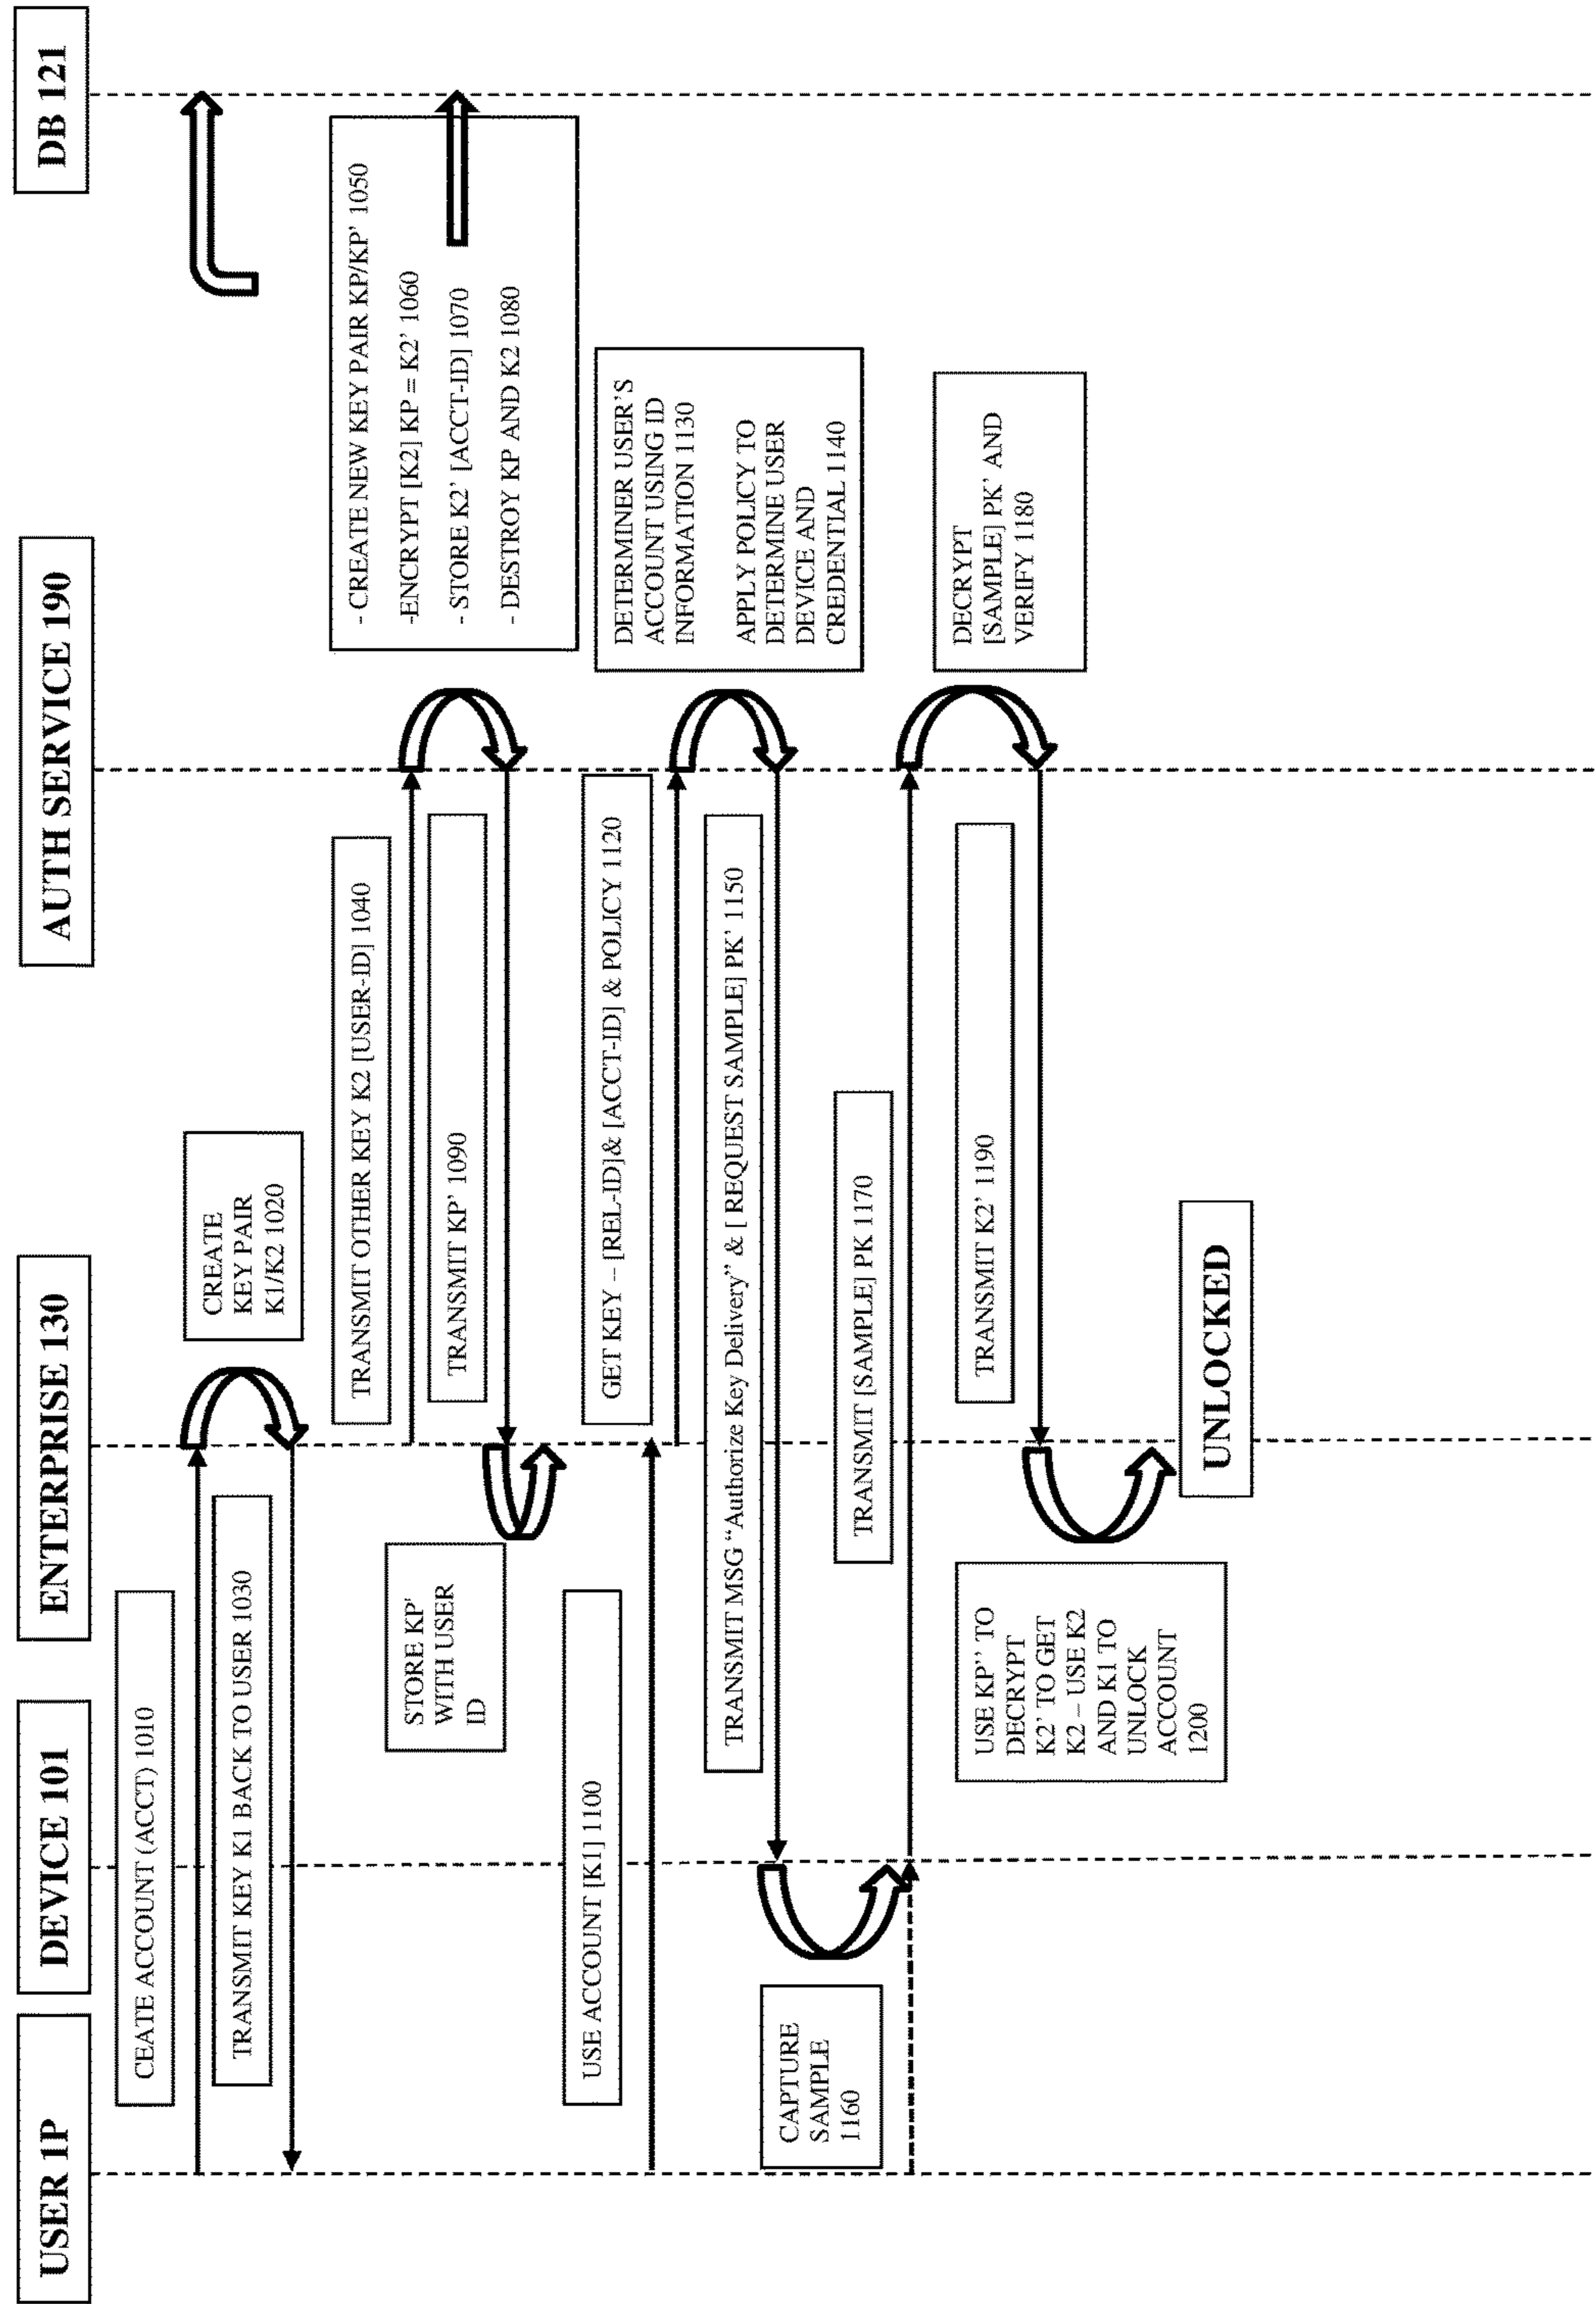 USER 1P
DEVICE 101
ENTERPRISE 130
AUTH SERVICE 190
DB 121
CEATE ACCOUNT (ACCT) 1010
CREATE
KEY PAIR
K1/K2 1020
TRANSMIT KEY K1 BACK TO USER 1030
TRANSMIT OTHER KEY K2 [USER-ID] 1040
- CREATE NEW KEY PAIR KP/KP' 1050
-ENCRYPT [K2] KP = K2' 1060
- STORE K2' [ACCT-ID] 1070
- DESTROY KP AND K2 1080
TRANSMIT KP' 1090
STORE KP'
WITH USER
ID
USE ACCOUNT [K1] 1100
GET KEY – [REL-ID]& [ACCT-ID] & POLICY 1120
DETERMINER USER'S
ACCOUNT USING ID
INFORMATION 1130
APPLY POLICY TO
DETERMINE USER
DEVICE AND
CREDENTIAL 1140
TRANSMIT MSG “Authorize Key Delivery” & [ REQUEST SAMPLE] PK' 1150
CAPTURE
SAMPLE
1160
TRANSMIT [SAMPLE] PK 1170
DECRYPT
[SAMPLE] PK' AND
VERIFY 1180
TRANSMIT K2' 1190
USE KP'' TO
DECRYPT
K2' TO GET
K2 – USE K2
AND K1 TO
UNLOCK
ACCOUNT
1200
UNLOCKED